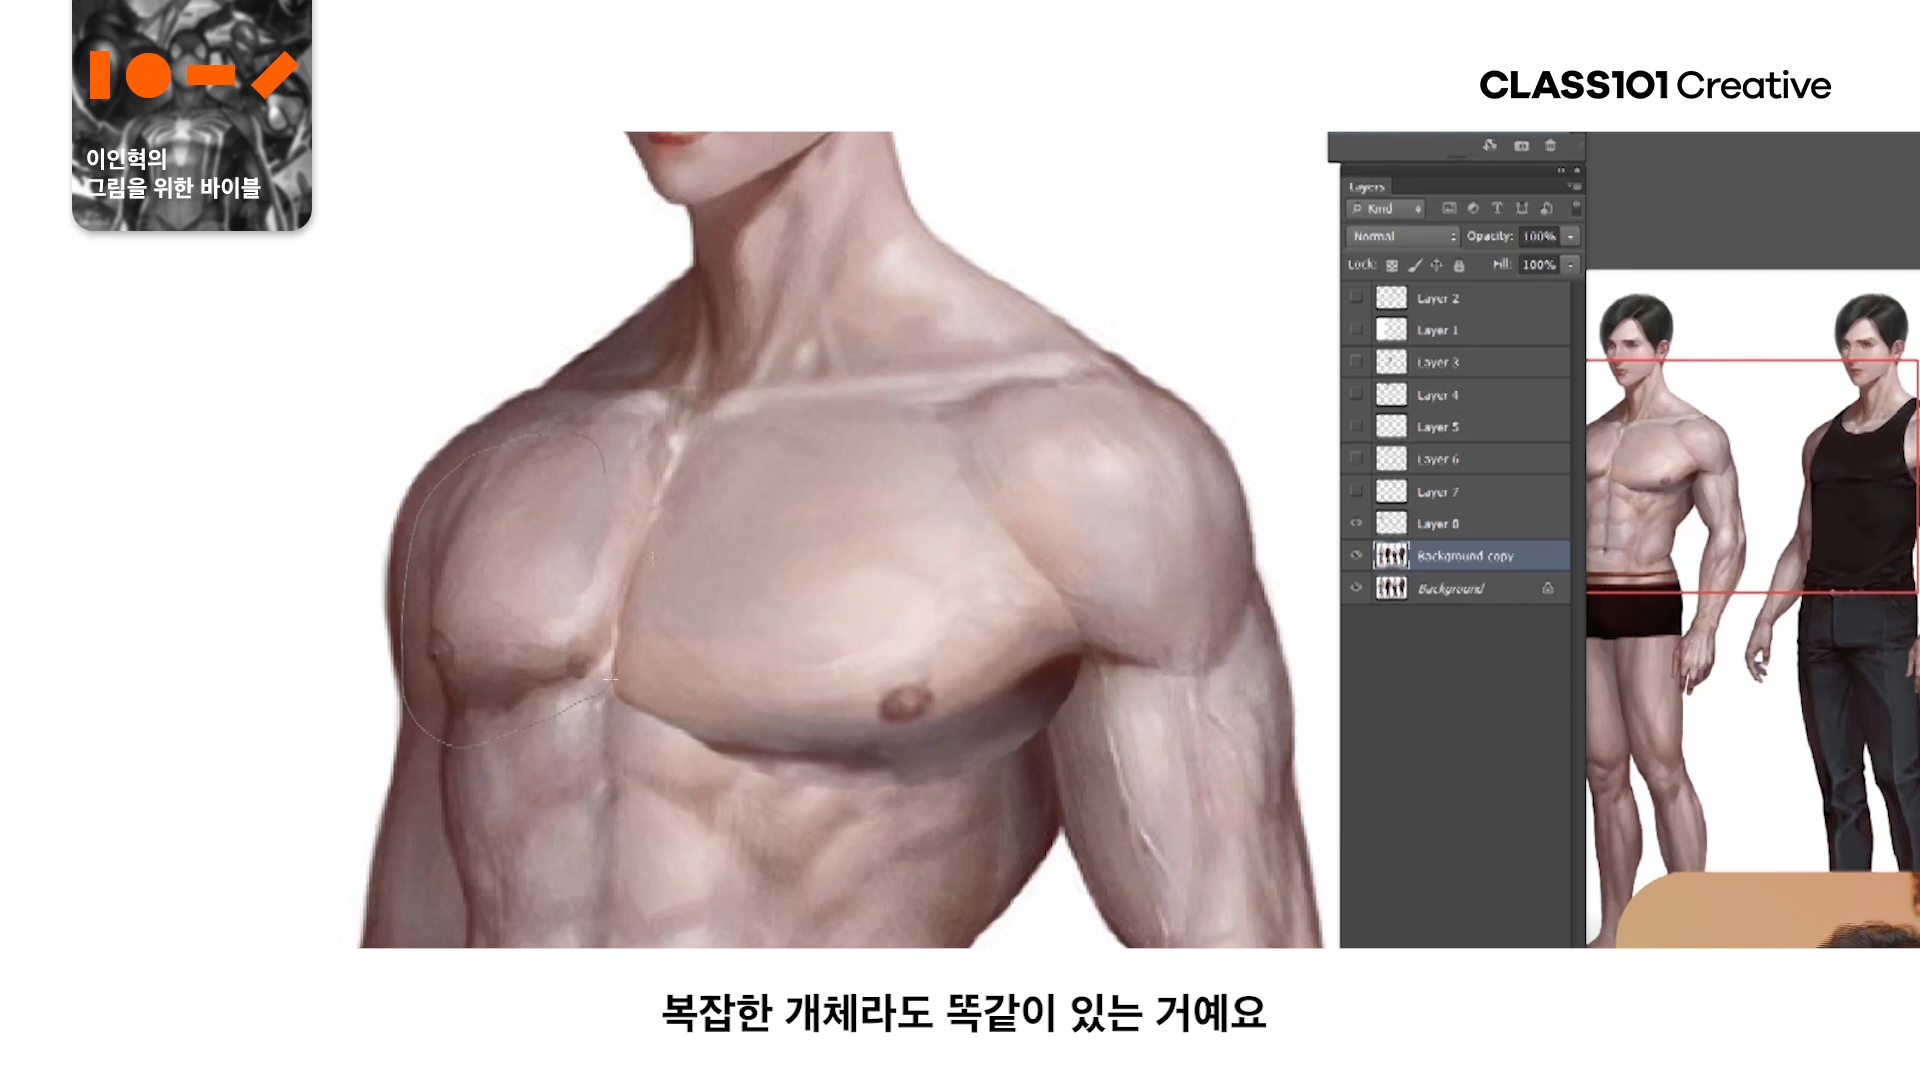 이인혁의
그림을 위한 바이블
CLASS101 Creative
Layers
Kind
Normal
Opacity: 100%
Lock: Fill: 100%
Layer 2
Layer 1
Layer 3
Layer 4
Layer 5
Layer 6
Layer 7
Layer 8
Background copy
Background
복잡한 개체라도 똑같이 있는 거예요